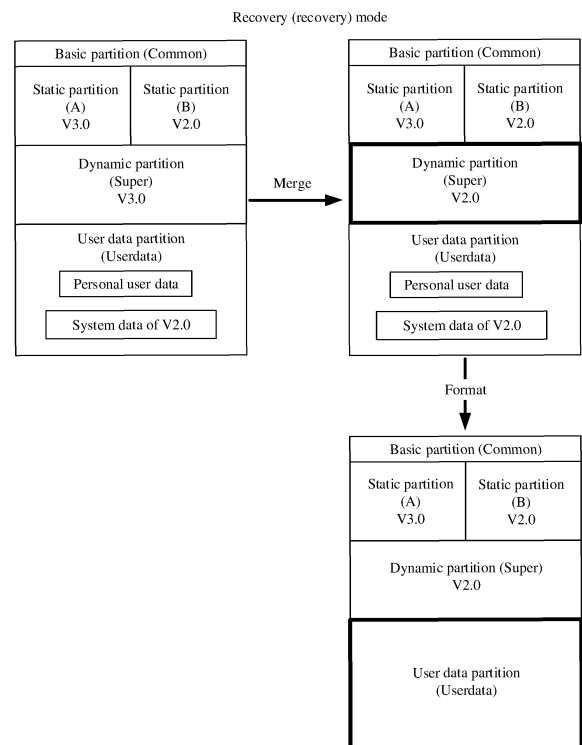 Recovery (recovery) mode
Basic partition (Common)
Static partition
(A)
V3.0
Static partition
(B)
V2.0
Dynamic partition
(Super)
V3.0
User data partition
(Userdata)
Personal user data
System data of V2.0
Merge
Basic partition (Common)
Static partition
(A)
V3.0
Static partition
(B)
V2.0
Dynamic partition
(Super)
V2.0
User data partition
(Userdata)
Personal user data
System data of V2.0
Format
Basic partition (Common)
Static partition
(A)
V3.0
Static partition
(B)
V2.0
Dynamic partition (Super)
V2.0
User data partition
(Userdata)